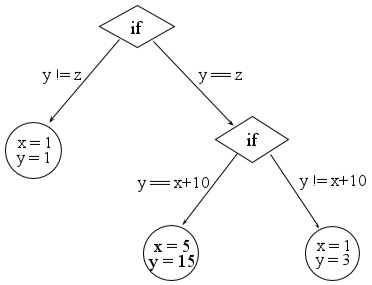 if
y != z
y == z
x = 1
y = 1
if
y == x+10
y != x+10
x = 5
y = 15
x = 1
y = 3